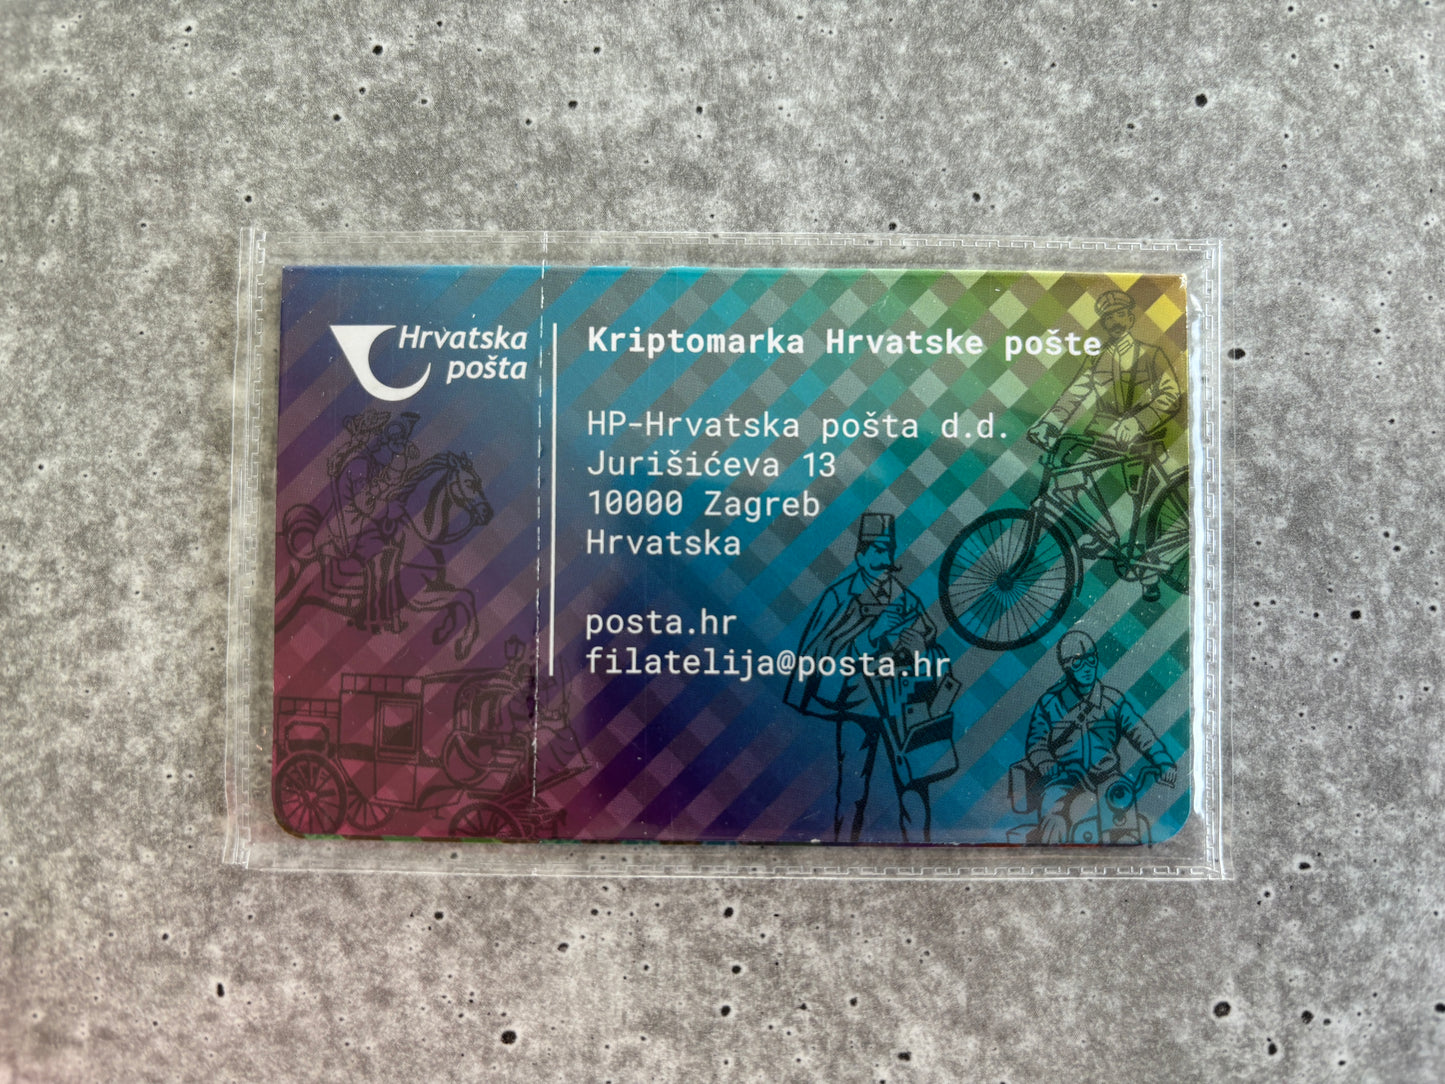 Hrvatska
pošta
Kriptomarka Hrvatske pošte
HP-Hrvatska pošta d.d.
Jurišićeva 13
10000 Zagreb
Hrvatska
posta.hr
filatelija@posta.hr